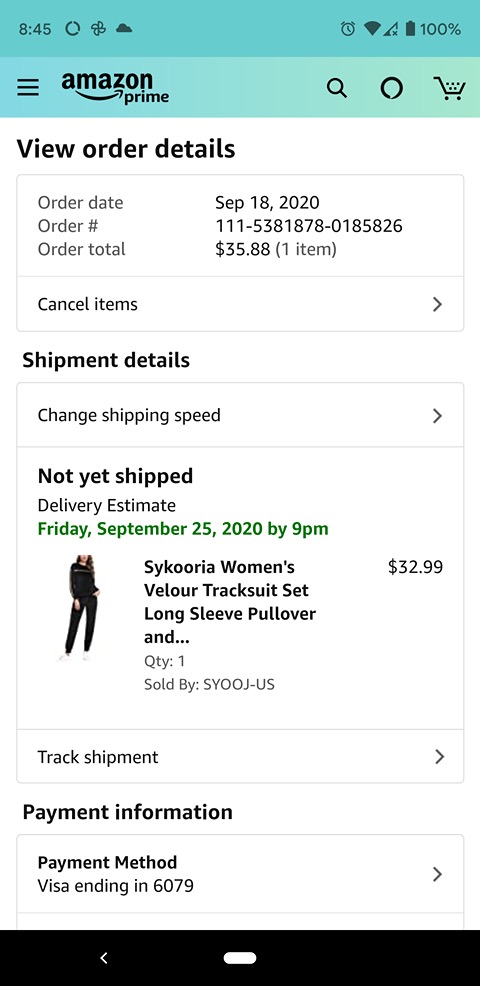 8:45 100%
amazon prime
View order details
Order date Sep 18, 2020
Order # 111-5381878-0185826
Order total $35.88 (1 item)
Cancel items
Shipment details
Change shipping speed
Not yet shipped
Delivery Estimate
Friday, September 25, 2020 by 9pm
Sykooria Women's $32.99
Velour Tracksuit Set
Long Sleeve Pullover
and...
Qty: 1
Sold By: SYOOJ-US
Track shipment
Payment information
Payment Method
Visa ending in 6079